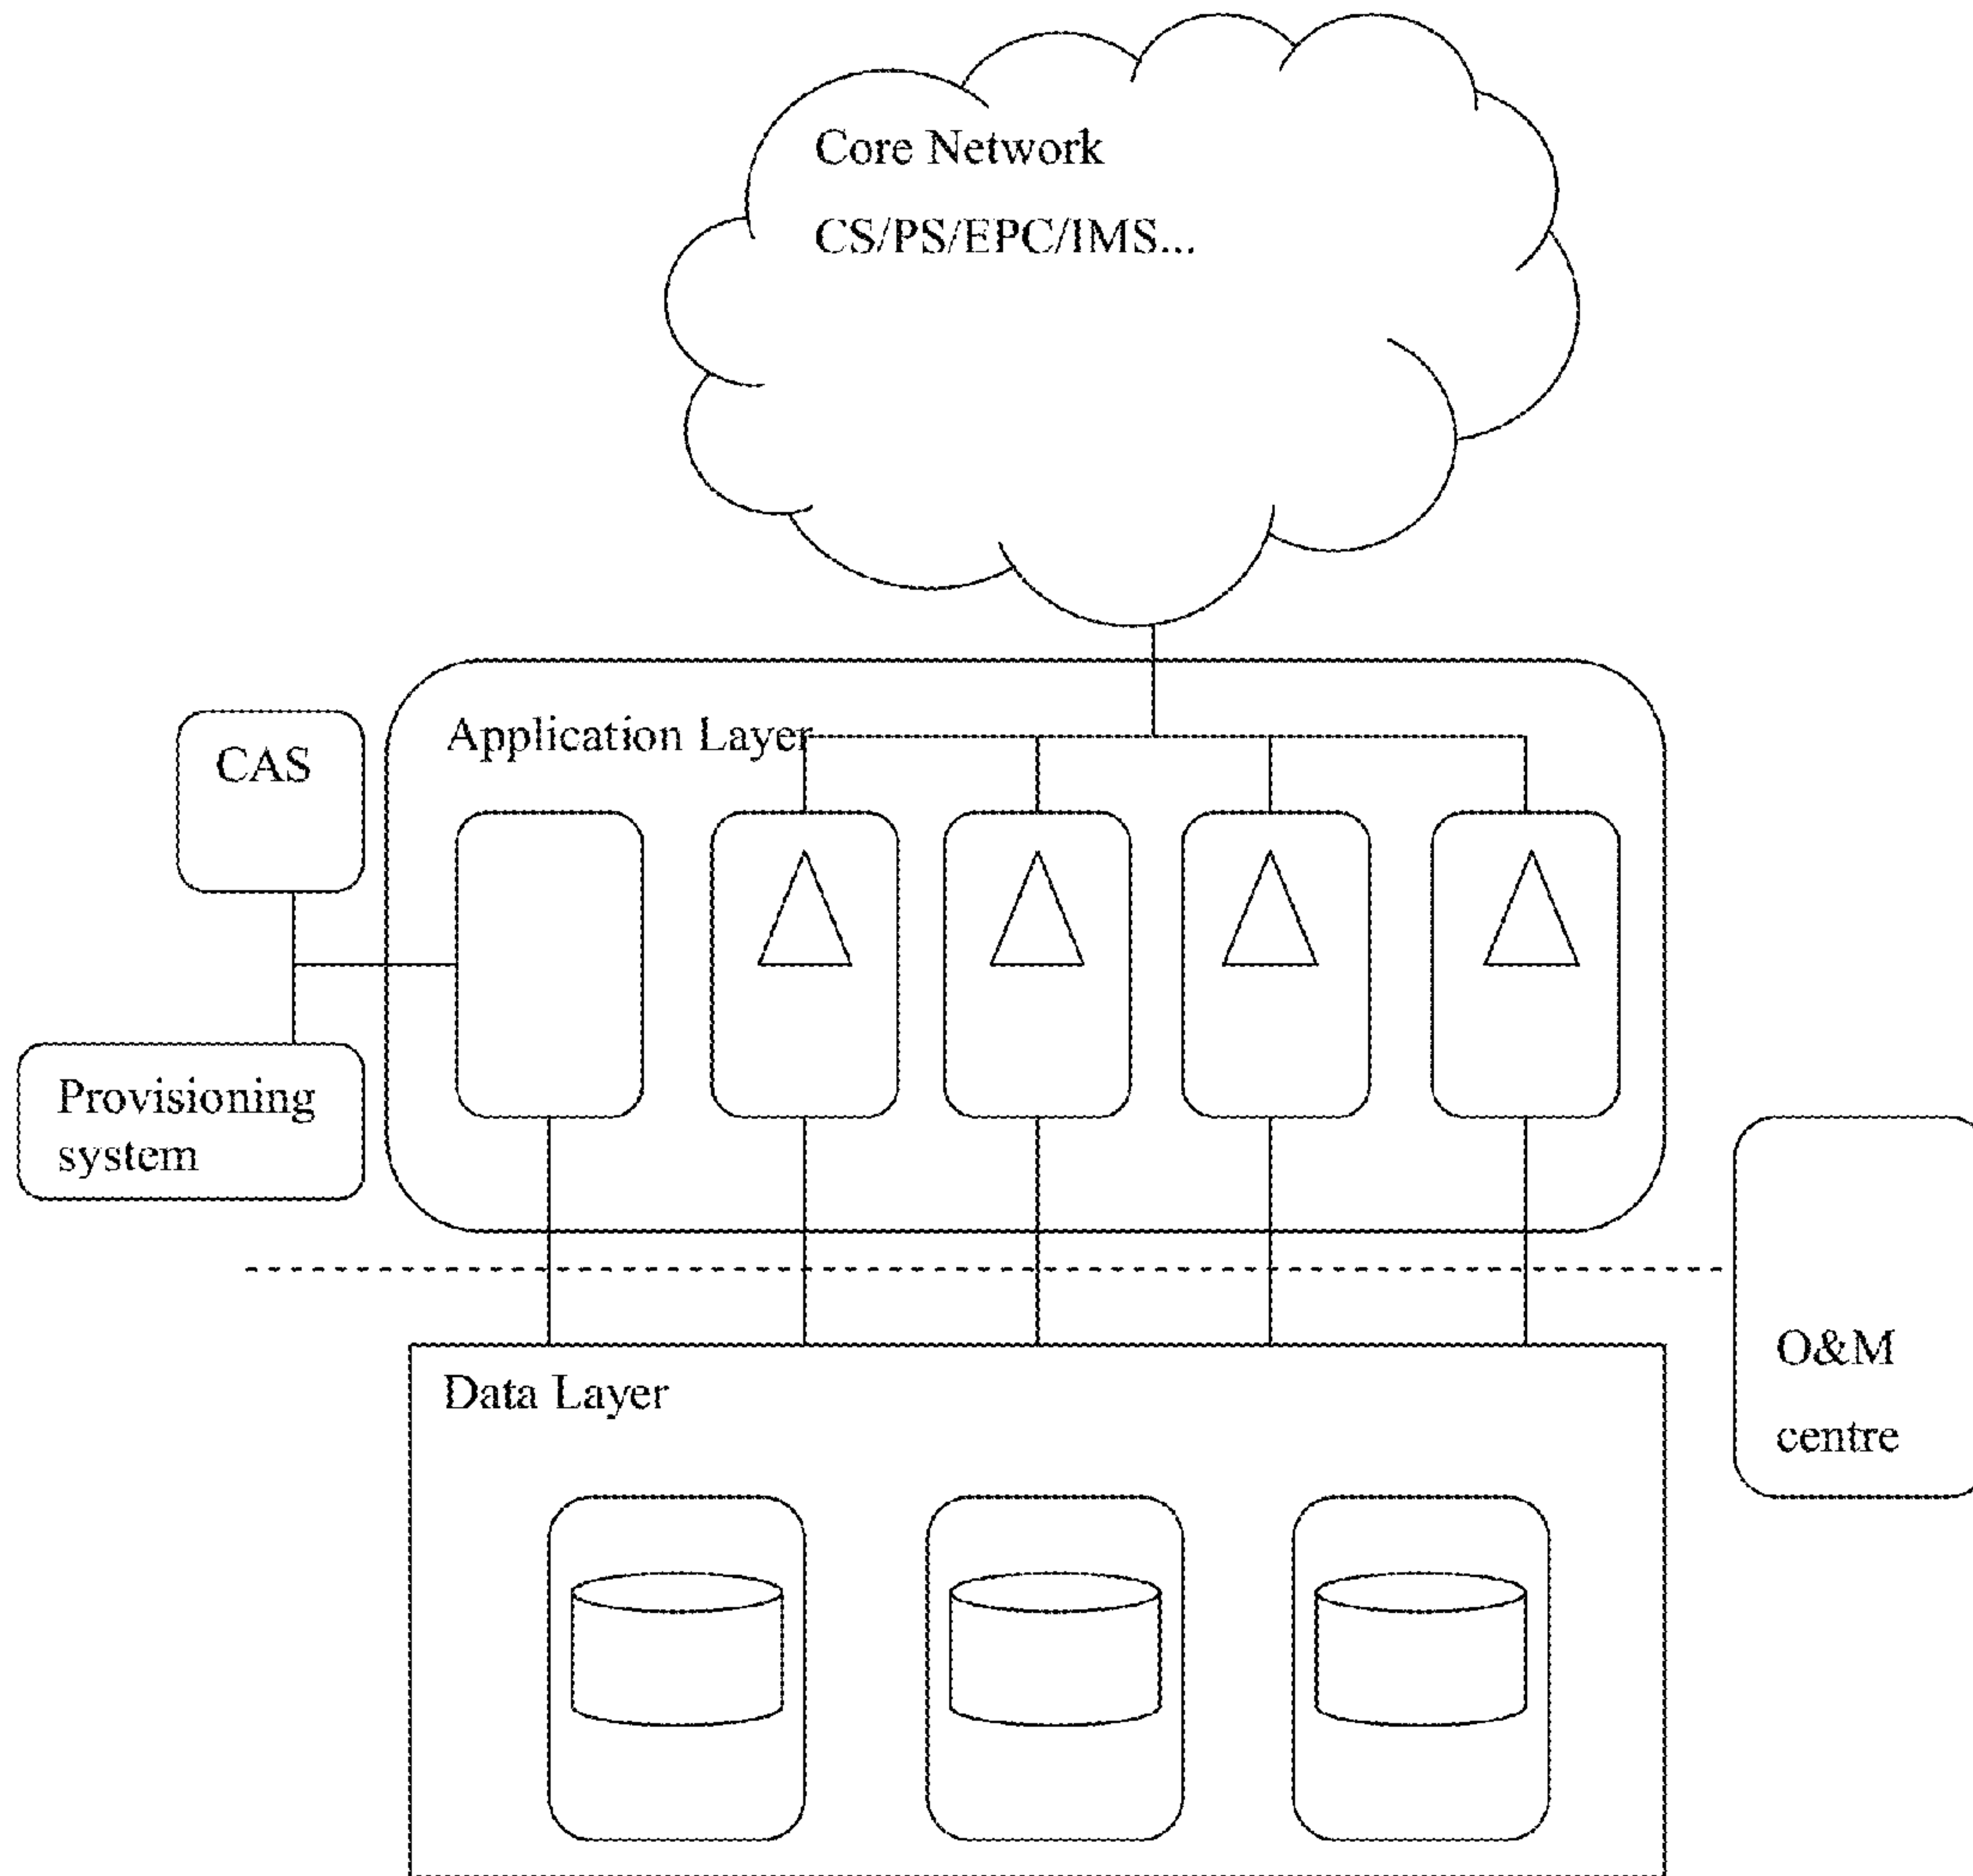 Core Network
CS/PS/EPC/IMS...
Application Layer
CAS
Provisioning
system
Data Layer
O&M
centre